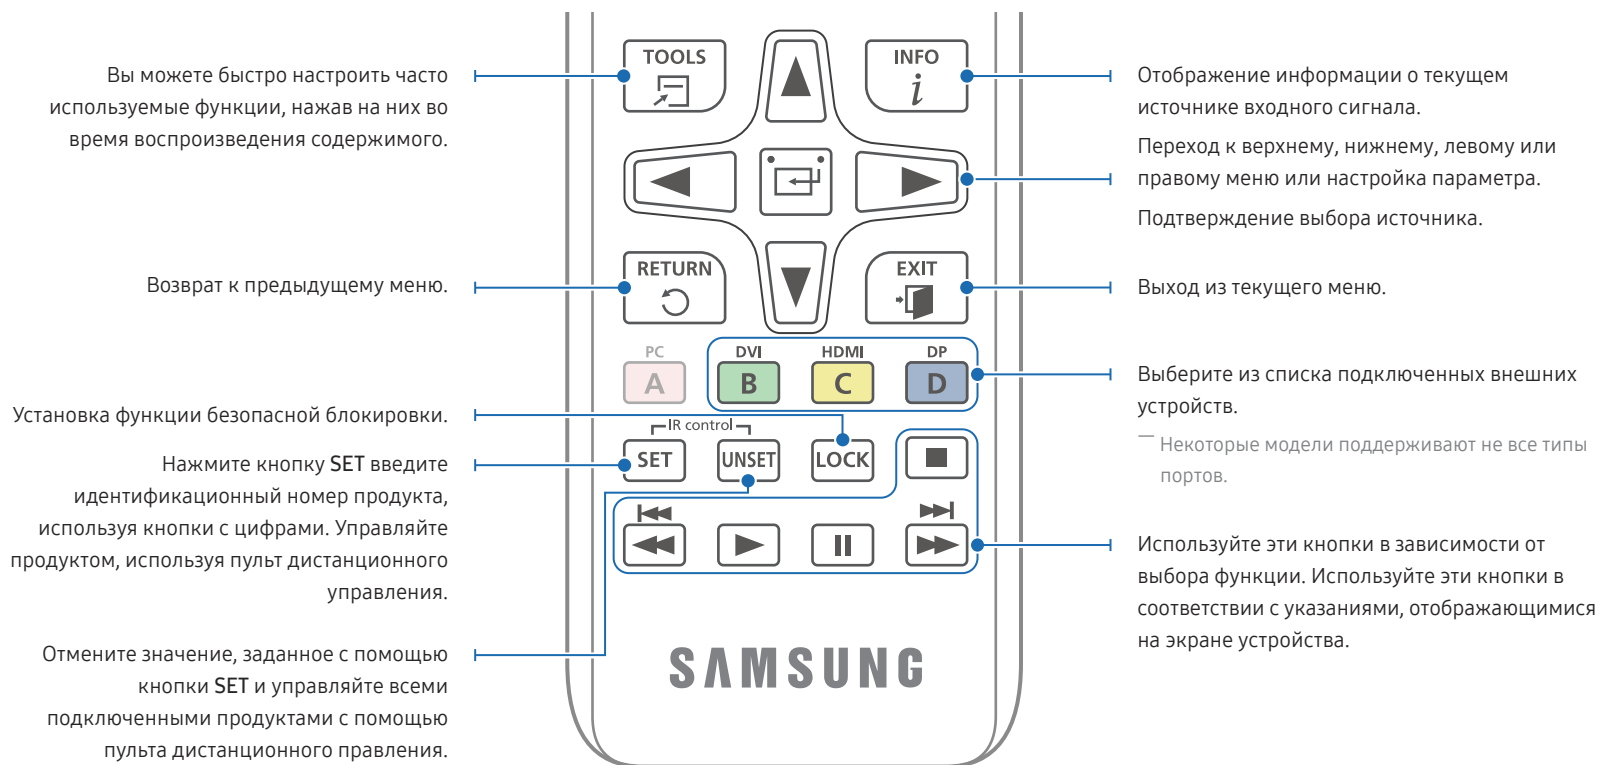 Вы можете быстро настроить часто
используемые функции, нажав на них во
время воспроизведения содержимого.
Возврат к предыдущему меню.
Установка функции безопасной блокировки.
Нажмите кнопку SET введите
идентификационный номер продукта,
используя кнопки с цифрами. Управляйте
продуктом, используя пульт дистанционного
управления.
Отмените значение, заданное с помощью
кнопки SET и управляйте всеми
подключенными продуктами с помощью
пульта дистанционного правления.
TOOLS
INFO
i
RETURN
EXIT
PC
DVI
HDMI
DP
A
B
C
D
IR control
SET
UNSET
LOCK
SAMSUNG
Отображение информации о текущем
источнике входного сигнала.
Переход к верхнему, нижнему, левому или
правому меню или настройка параметра.
Подтверждение выбора источника.
Выход из текущего меню.
Выберите из списка подключенных внешних
устройств.
― Некоторые модели поддерживают не все типы
портов.
Используйте эти кнопки в зависимости от
выбора функции. Используйте эти кнопки в
соответствии с указаниями, отображающимися
на экране устройства.